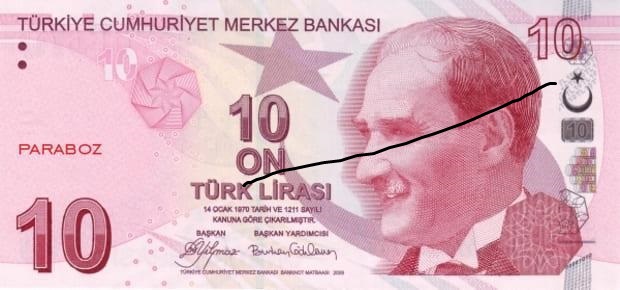 TÜRKİYE CUMHURİYET MERKEZ BANKASI
10
10
10
ON
TÜRK LİRASI
PARABOZ
14 OCAK 1970 TARİH VE 1211 SAYILI
KANUNA GÖRE ÇIKARILMIŞTIR.
BAŞKAN BAŞKAN YARDIMCISI
10
10
TÜRKİYE CUMHURİYET MERKEZ BANKASI BANKNOT MATBAASI 2009